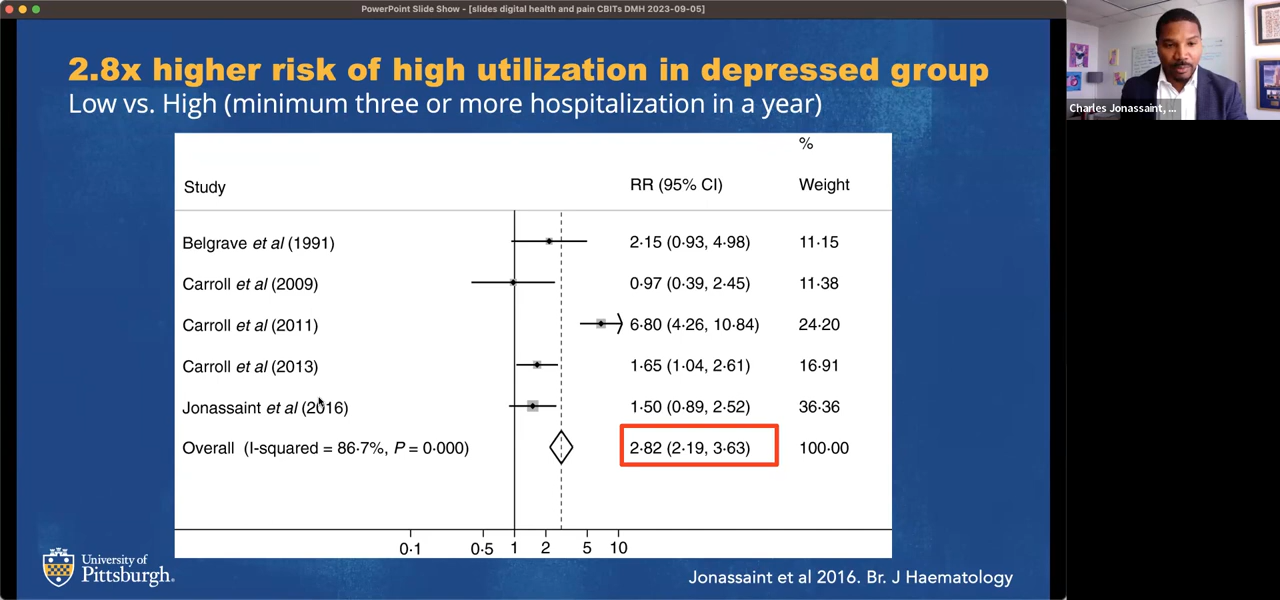 PowerPoint Slide Show - [slides digital health and pain CBITs DMH 2023-09-05]
2.8x higher risk of high utilization in depressed group
Low vs. High (minimum three or more hospitalization in a year)
%
Study RR (95% CI) Weight
Belgrave et al (1991) 2·15 (0·93, 4·98) 11·15
Carroll et al (2009) 0·97 (0·39, 2·45) 11·38
Carroll et al (2011) 6·80 (4·26, 10·84) 24·20
Carroll et al (2013) 1·65 (1·04, 2·61) 16·91
Jonassaint et al (2016) 1·50 (0·89, 2·52) 36·36
Overall (I-squared = 86·7%, P = 0·000) 2·82 (2·19, 3·63) 100·00
0·1 0·5 1 2 5 10
University of
Pittsburgh.
Jonassaint et al 2016. Br. J Haematology
Charles Jonassaint, ...